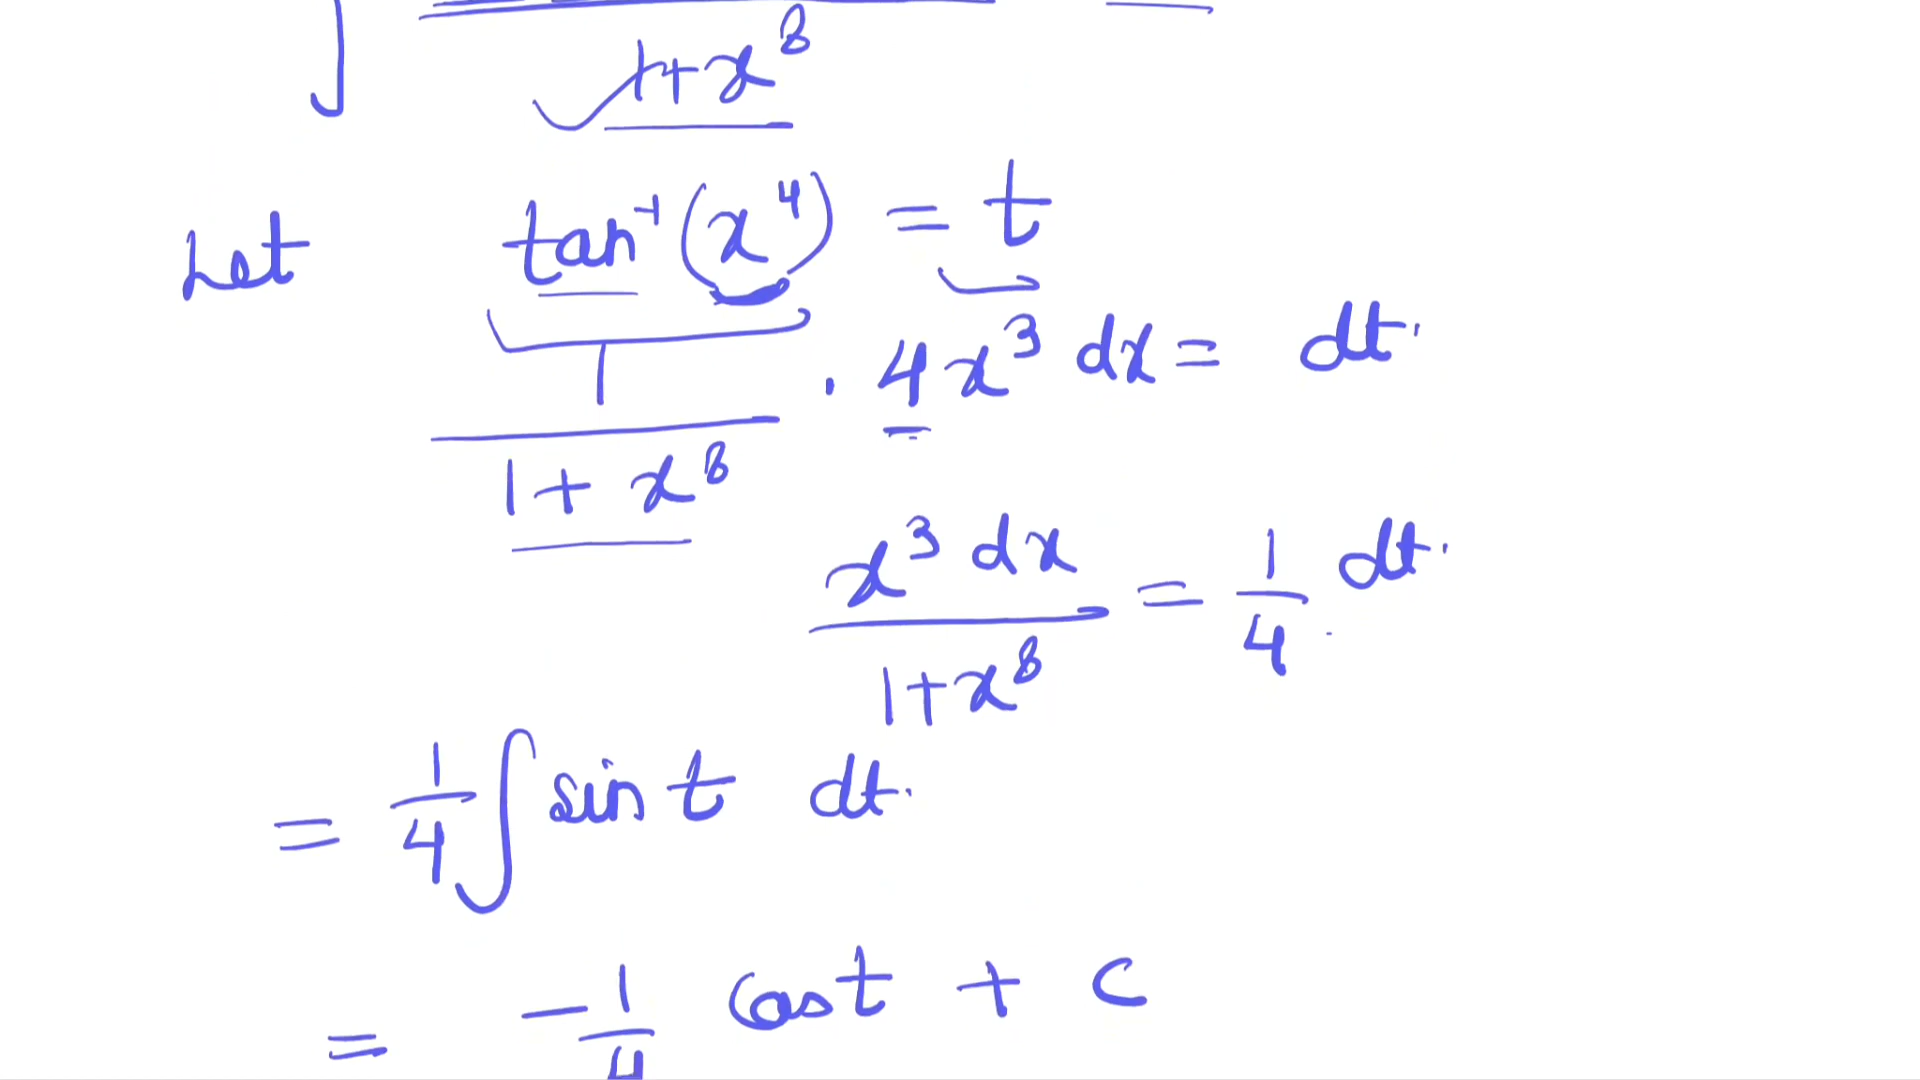 ∫ ─── 1+x⁸
Let tan⁻¹(x⁴) = t
1/(1+x⁸) · 4x³ dx = dt.
x³ dx/(1+x⁸) = 1/4 dt.
= 1/4 ∫ sin t dt.
= -1/4 cos t + c